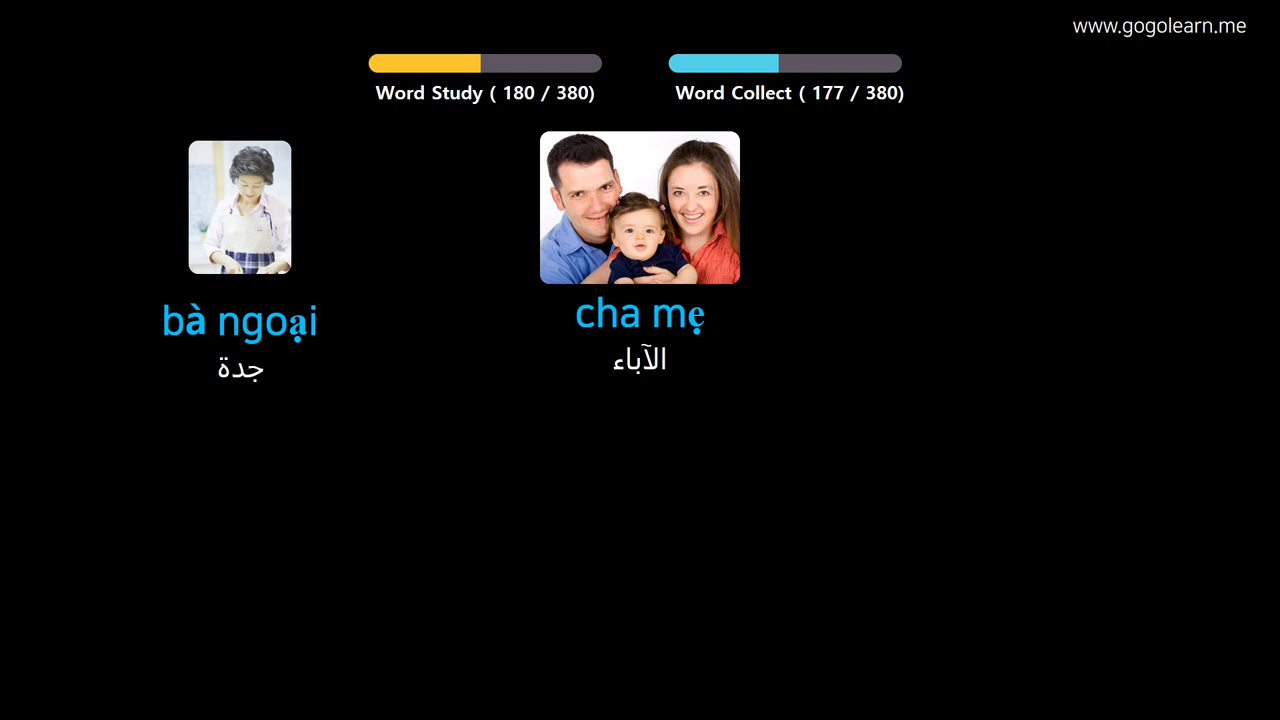 www.gogolearn.me
Word Study ( 180 / 380)
Word Collect ( 177 / 380)
bà ngoại
جدة
cha mẹ
الآباء